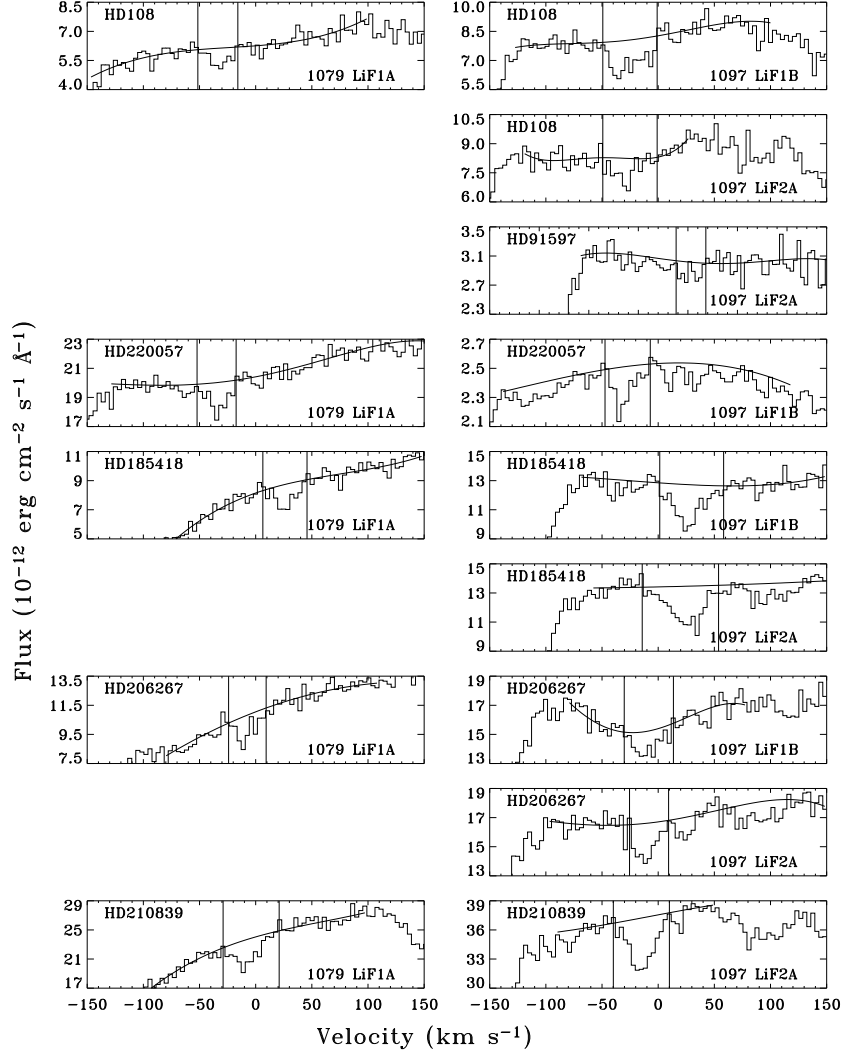 HD108
1079 LiF1A
8.5
7.0
5.5
4.0
HD108
1097 LiF1B
10.0
8.5
7.0
5.5
HD108
1097 LiF2A
10.5
9.0
7.5
6.0
HD91597
1097 LiF2A
3.5
3.1
2.7
2.3
HD220057
1079 LiF1A
23
21
19
17
HD220057
1097 LiF1B
2.7
2.5
2.3
2.1
HD185418
1079 LiF1A
11
9
7
5
HD185418
1097 LiF1B
15
13
11
9
HD185418
1097 LiF2A
15
13
11
9
HD206267
1079 LiF1A
13.5
11.5
9.5
7.5
HD206267
1097 LiF1B
19
17
15
13
HD206267
1097 LiF2A
19
17
15
13
HD210839
1079 LiF1A
29
25
21
17
HD210839
1097 LiF2A
39
36
33
30
−150 −100 −50 0 50 100 150
−150 −100 −50 0 50 100 150
Velocity (km s⁻¹)
Flux (10⁻¹² erg cm⁻² s⁻¹ Å⁻¹)